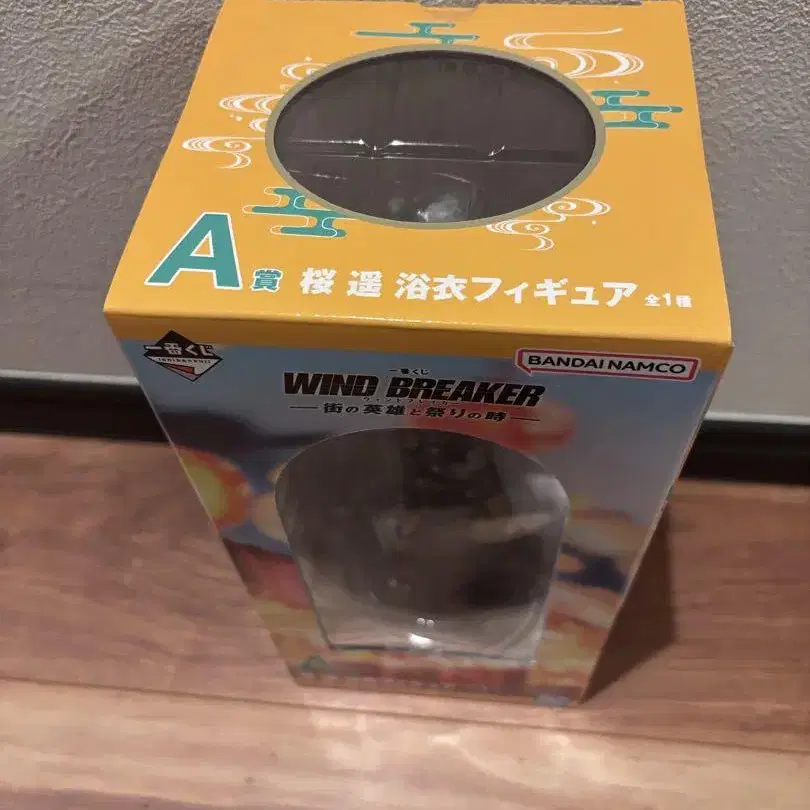 A賞 桜 遥 浴衣フィギュア 全1種
一番くじ
ICHIBANKUJI
BANDAI NAMCO
一番くじ
WIND BREAKER
ウィンドブレイカー
街の英雄と祭りの時